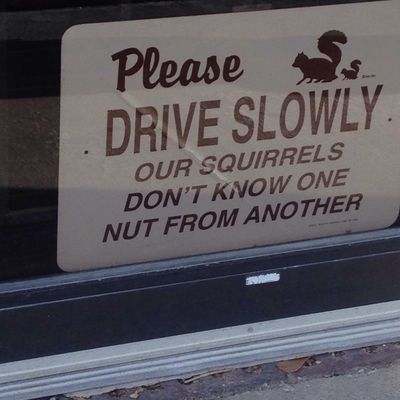 Please
DRIVE SLOWLY
OUR SQUIRRELS
DON'T KNOW ONE
NUT FROM ANOTHER